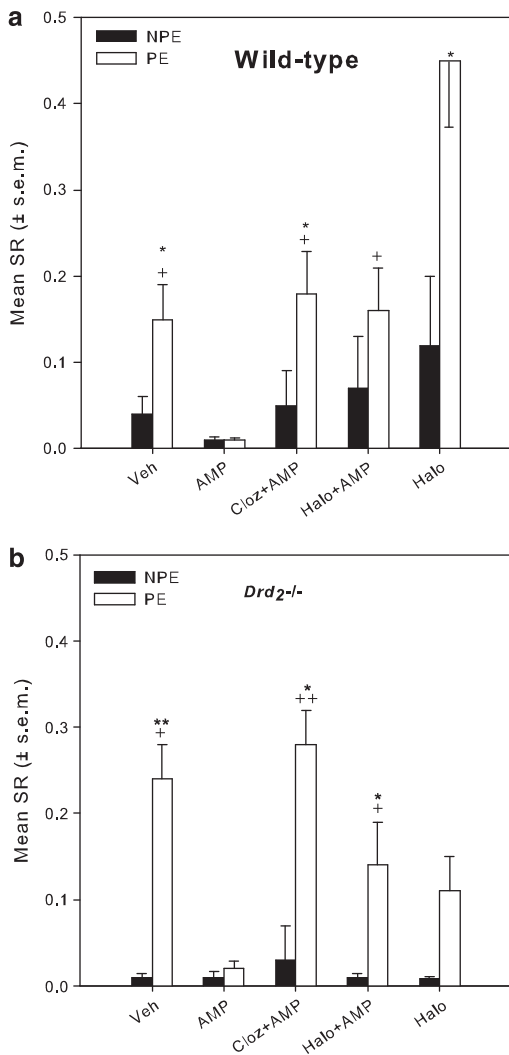 a
NPE
PE
Wild-type
Mean SR (± s.e.m.)
0.5
0.4
0.3
0.2
0.1
0.0
*
+
*
+
+
*
Veh
AMP
Cloz+AMP
Halo+AMP
Halo
b
NPE
PE
Drd2-/-
Mean SR (± s.e.m.)
0.5
0.4
0.3
0.2
0.1
0.0
**
+
*
++
*
+
Veh
AMP
Cloz+AMP
Halo+AMP
Halo